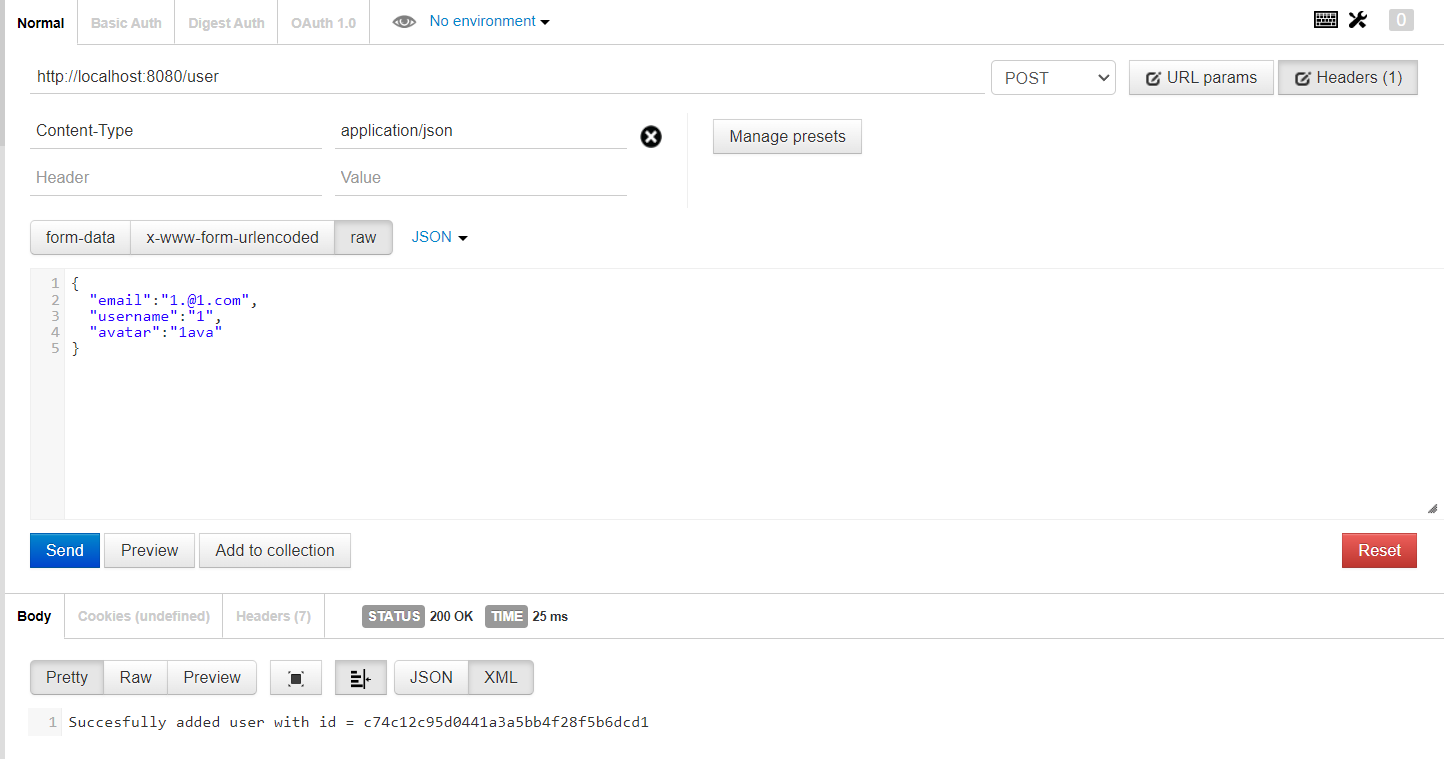 Normal Basic Auth Digest Auth OAuth 1.0 No environment 0
http://localhost:8080/user POST URL params Headers (1)
Content-Type application/json Manage presets
Header Value
form-data x-www-form-urlencoded raw JSON
1 {
2 "email":"1.@1.com",
3 "username":"1",
4 "avatar":"1ava"
5 }
Send Preview Add to collection Reset
Body Cookies (undefined) Headers (7) STATUS 200 OK TIME 25 ms
Pretty Raw Preview JSON XML
1 Succesfully added user with id = c74c12c95d0441a3a5bb4f28f5b6dcd1